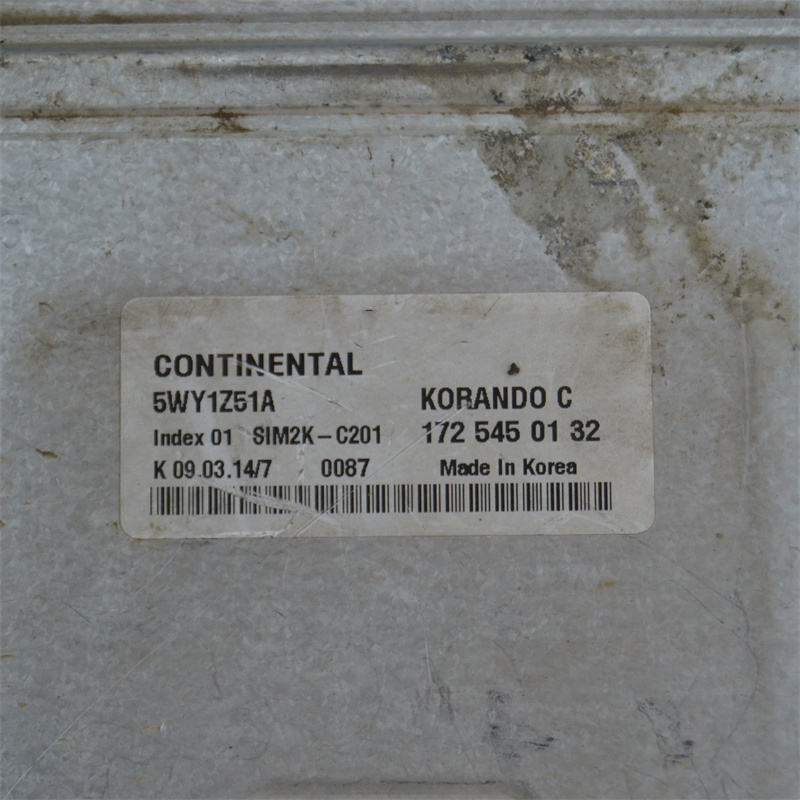 CONTINENTAL
5WY1Z51A KORANDO C
Index 01 SIM2K-C201 172 545 01 32
K 09.03.14/7 0087 Made In Korea